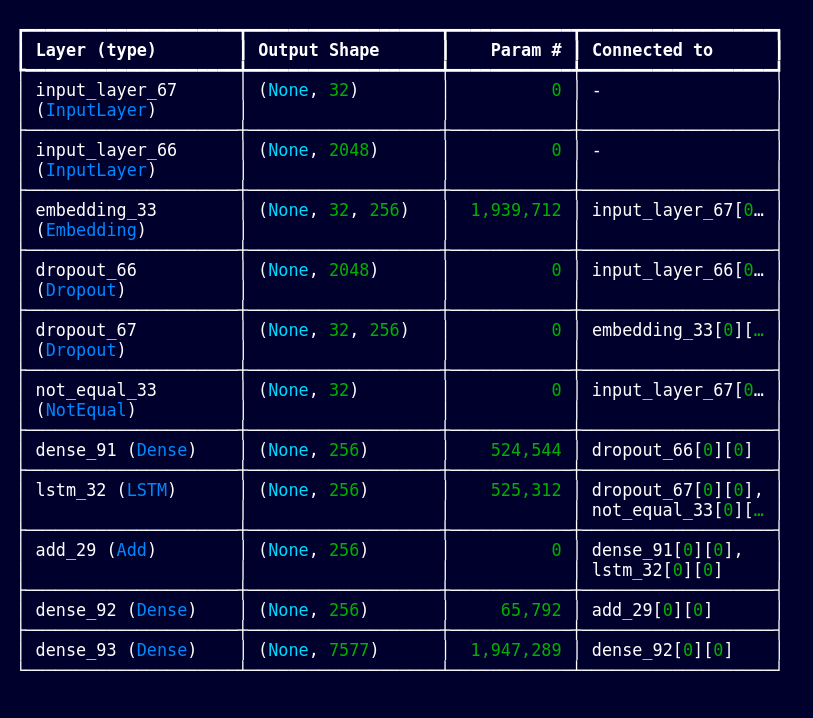 Layer (type) Output Shape Param # Connected to
input_layer_67 (None, 32) 0 -
(InputLayer)
input_layer_66 (None, 2048) 0 -
(InputLayer)
embedding_33 (None, 32, 256) 1,939,712 input_layer_67[0…
(Embedding)
dropout_66 (None, 2048) 0 input_layer_66[0…
(Dropout)
dropout_67 (None, 32, 256) 0 embedding_33[0][…
(Dropout)
not_equal_33 (None, 32) 0 input_layer_67[0…
(NotEqual)
dense_91 (Dense) (None, 256) 524,544 dropout_66[0][0]
lstm_32 (LSTM) (None, 256) 525,312 dropout_67[0][0],
not_equal_33[0][…
add_29 (Add) (None, 256) 0 dense_91[0][0],
lstm_32[0][0]
dense_92 (Dense) (None, 256) 65,792 add_29[0][0]
dense_93 (Dense) (None, 7577) 1,947,289 dense_92[0][0]